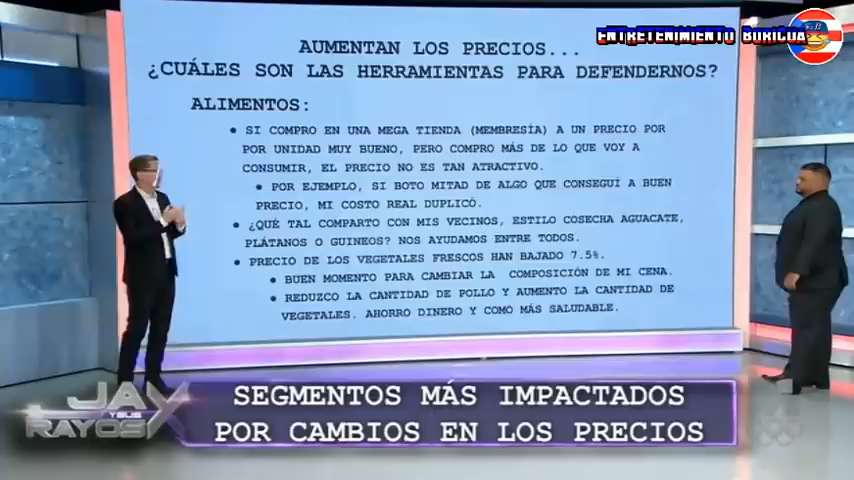 ENTRETENIMIENTO BORICUA
AUMENTAN LOS PRECIOS...
¿CUÁLES SON LAS HERRAMIENTAS PARA DEFENDERNOS?
ALIMENTOS:
• SI COMPRO EN UNA MEGA TIENDA (MEMBRESÍA) A UN PRECIO POR
POR UNIDAD MUY BUENO, PERO COMPRO MÁS DE LO QUE VOY A
CONSUMIR, EL PRECIO NO ES TAN ATRACTIVO.
• POR EJEMPLO, SI BOTO MITAD DE ALGO QUE CONSEGUÍ A BUEN
PRECIO, MI COSTO REAL DUPLICÓ.
• ¿QUÉ TAL COMPARTO CON MIS VECINOS, ESTILO COSECHA AGUACATE,
PLÁTANOS O GUINEOS? NOS AYUDAMOS ENTRE TODOS.
• PRECIO DE LOS VEGETALES FRESCOS HAN BAJADO 7.5%.
• BUEN MOMENTO PARA CAMBIAR LA COMPOSICIÓN DE MI CENA.
• REDUZCO LA CANTIDAD DE POLLO Y AUMENTO LA CANTIDAD DE
VEGETALES. AHORRO DINERO Y COMO MÁS SALUDABLE.
JAY
Y SUS
RAYOS X
SEGMENTOS MÁS IMPACTADOS
POR CAMBIOS EN LOS PRECIOS